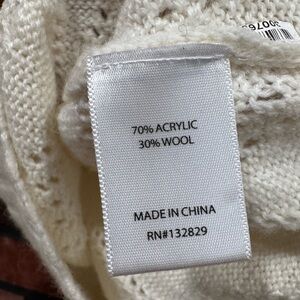 70% ACRYLIC
30% WOOL
MADE IN CHINA
RN#132829